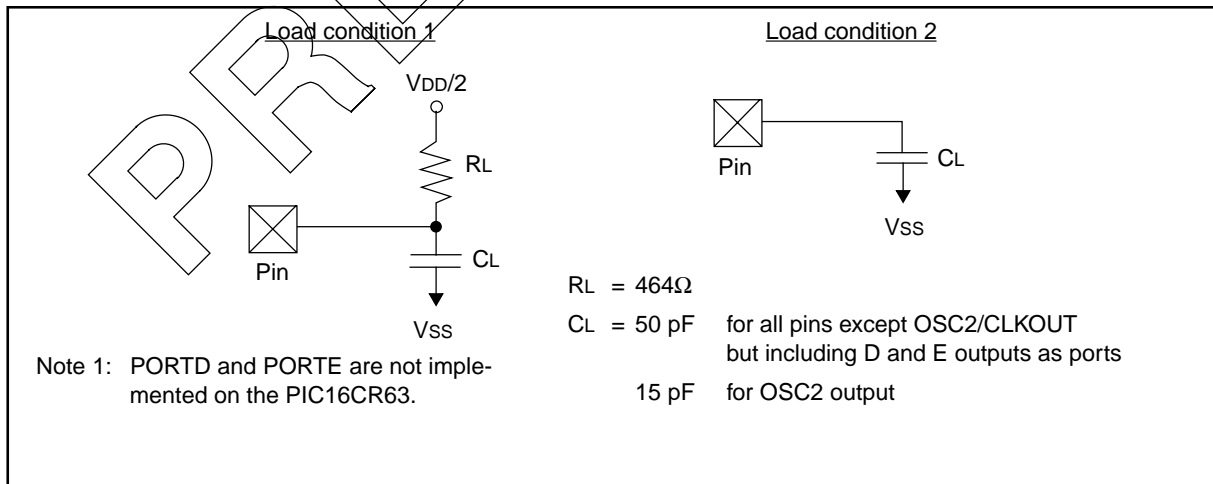 Load condition 1
Load condition 2
VDD/2
RL
Pin
CL
VSS
Pin
CL
VSS
RL = 464Ω
CL = 50 pF for all pins except OSC2/CLKOUT
but including D and E outputs as ports
15 pF for OSC2 output
Note 1: PORTD and PORTE are not imple-
mented on the PIC16CR63.